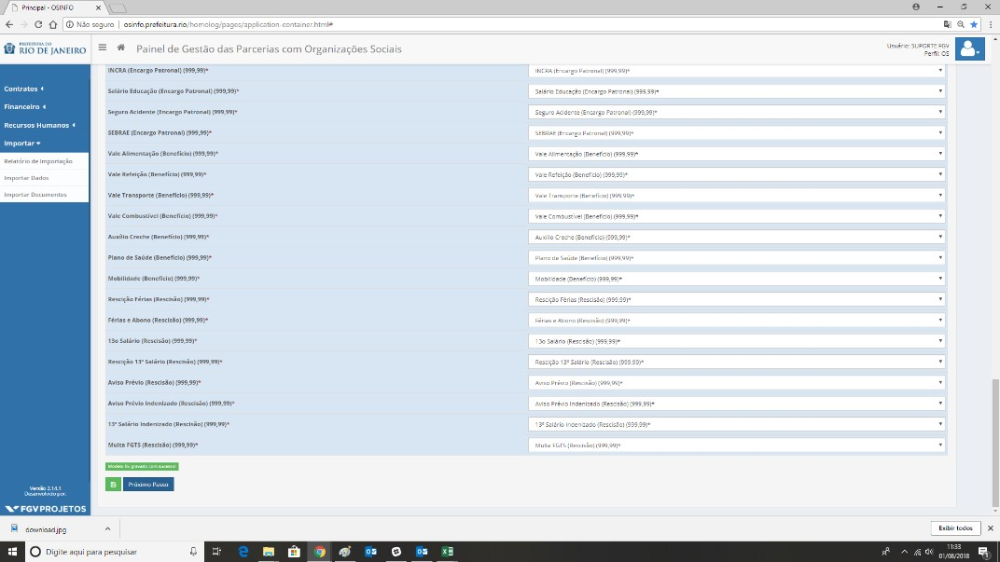 Principal - OSINFO
Não seguro | osinfo.prefeitura.rio/homolog/pages/application-container.html#
PREFEITURA DO
RIO DE JANEIRO
Painel de Gestão das Parcerias com Organizações Sociais
Usuário: SUPORTE FGV
Perfil: OS
Contratos
Financeiro
Recursos Humanos
Importar
Relatório de Importação
Importar Dados
Importar Documentos
INCRA (Encargo Patronal) (999,99)* INCRA (Encargo Patronal) (999,99)*
Salário Educação (Encargo Patronal) (999,99)* Salário Educação (Encargo Patronal) (999,99)*
Seguro Acidente (Encargo Patronal) (999,99)* Seguro Acidente (Encargo Patronal) (999,99)*
SEBRAE (Encargo Patronal) (999,99)* SEBRAE (Encargo Patronal) (999,99)*
Vale Alimentação (Benefício) (999,99)* Vale Alimentação (Benefício) (999,99)*
Vale Refeição (Benefício) (999,99)* Vale Refeição (Benefício) (999,99)*
Vale Transporte (Benefício) (999,99)* Vale Transporte (Benefício) (999,99)*
Vale Combustível (Benefício) (999,99)* Vale Combustível (Benefício) (999,99)*
Auxílio Creche (Benefício) (999,99)* Auxílio Creche (Benefício) (999,99)*
Plano de Saúde (Benefício) (999,99)* Plano de Saúde (Benefício) (999,99)*
Mobilidade (Benefício) (999,99)* Mobilidade (Benefício) (999,99)*
Rescição Férias (Rescisão) (999,99)* Rescição Férias (Rescisão) (999,99)*
Férias e Abono (Rescisão) (999,99)* Férias e Abono (Rescisão) (999,99)*
13o Salário (Rescisão) (999,99)* 13o Salário (Rescisão) (999,99)*
Rescição 13º Salário (Rescisão) (999,99)* Rescição 13º Salário (Rescisão) (999,99)*
Aviso Prévio (Rescisão) (999,99)* Aviso Prévio (Rescisão) (999,99)*
Aviso Prévio Indenizado (Rescisão) (999,99)* Aviso Prévio Indenizado (Rescisão) (999,99)*
13º Salário Indenizado (Rescisão) (999,99)* 13º Salário Indenizado (Rescisão) (999,99)*
Multa FGTS (Rescisão) (999,99)* Multa FGTS (Rescisão) (999,99)*
Modelo foi gravado com sucesso!
Próximo Passo
Versão 2.14.1
Desenvolvido por:
FGV PROJETOS
download.jpg
Exibir todos
Digite aqui para pesquisar
11:33
01/08/2018